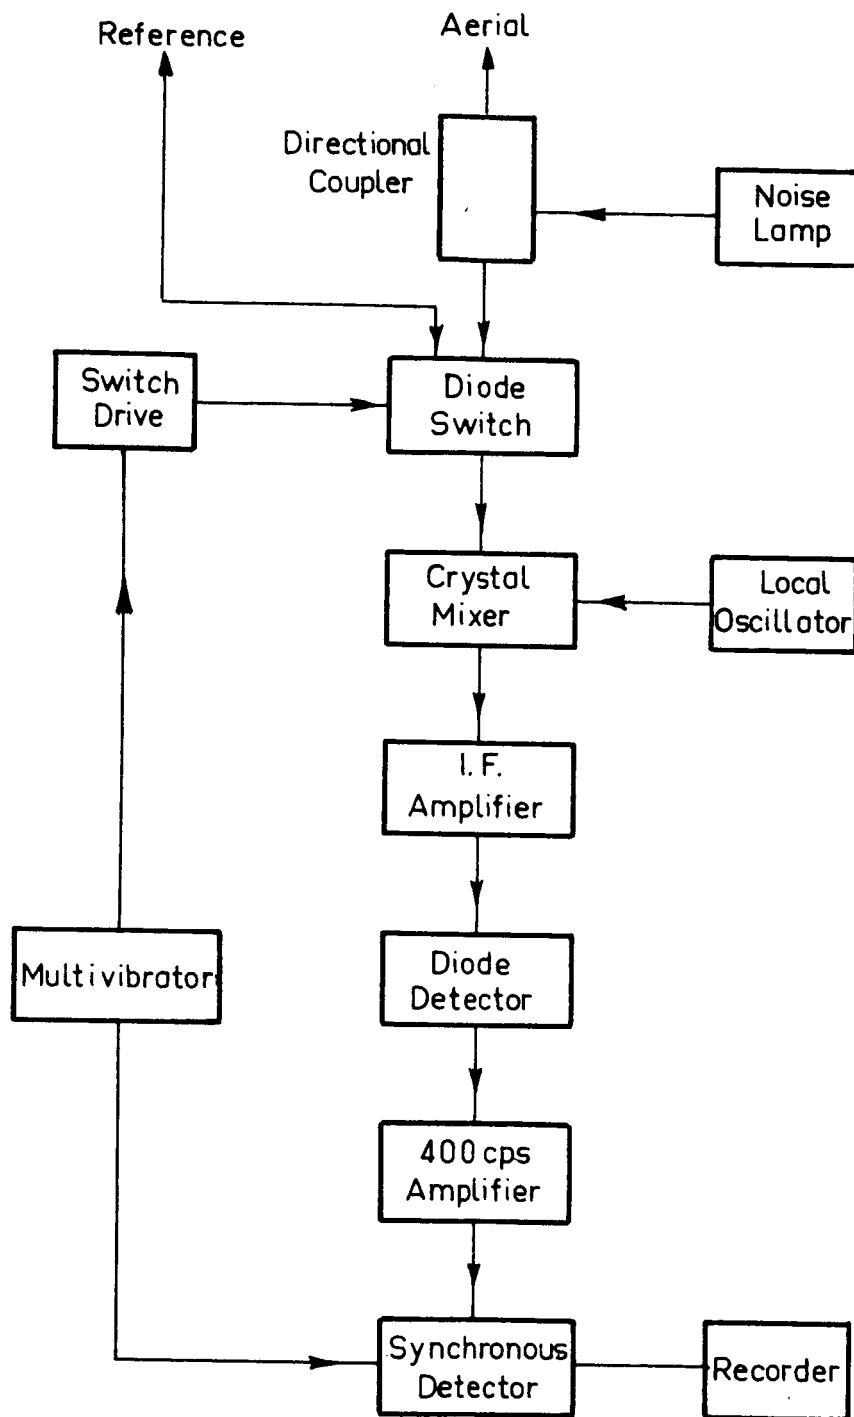 Reference
Aerial
Directional
Coupler
Noise
Lamp
Switch
Drive
Diode
Switch
Crystal
Mixer
Local
Oscillator
I.F.
Amplifier
Multivibrator
Diode
Detector
400 cps
Amplifier
Synchronous
Detector
Recorder